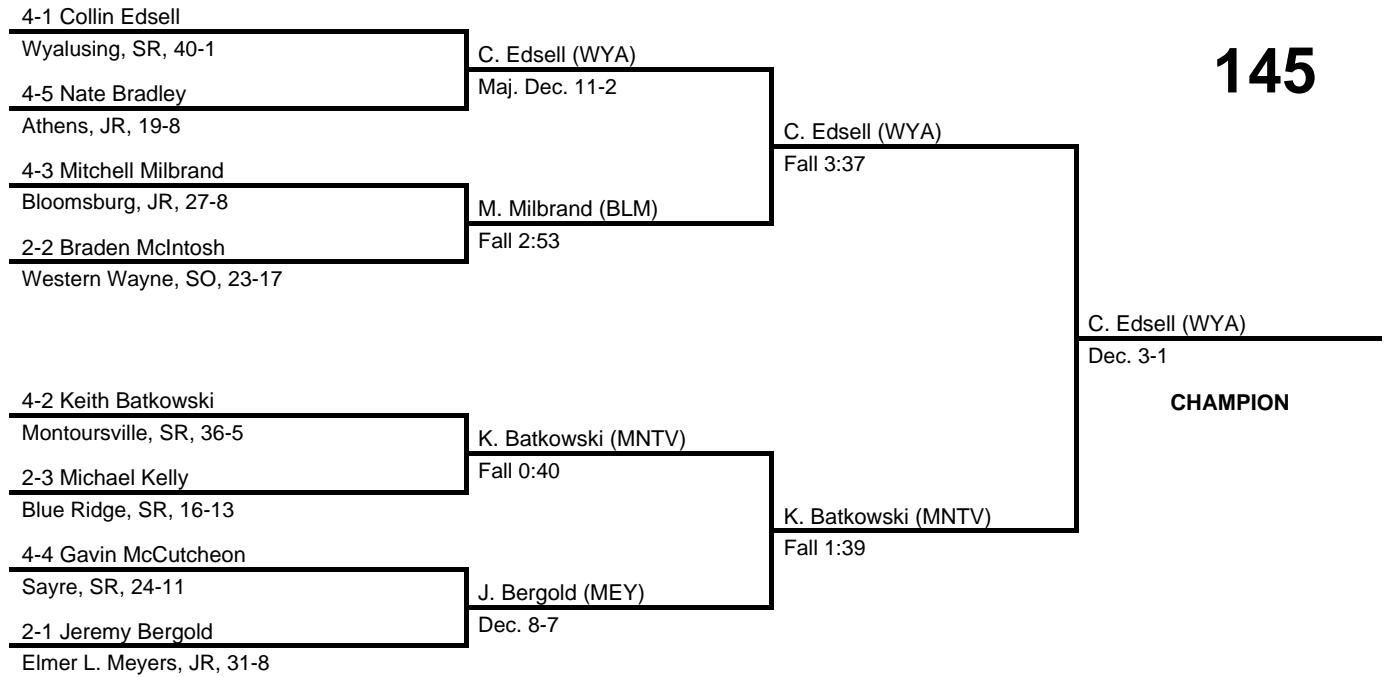 4-1 Collin Edsell
Wyalusing, SR, 40-1
4-5 Nate Bradley
Athens, JR, 19-8
4-3 Mitchell Milbrand
Bloomsburg, JR, 27-8
2-2 Braden McIntosh
Western Wayne, SO, 23-17
4-2 Keith Batkowski
Montoursville, SR, 36-5
2-3 Michael Kelly
Blue Ridge, SR, 16-13
4-4 Gavin McCutcheon
Sayre, SR, 24-11
2-1 Jeremy Bergold
Elmer L. Meyers, JR, 31-8
C. Edsell (WYA)
Maj. Dec. 11-2
M. Milbrand (BLM)
Fall 2:53
K. Batkowski (MNTV)
Fall 0:40
J. Bergold (MEY)
Dec. 8-7
C. Edsell (WYA)
Fall 3:37
K. Batkowski (MNTV)
Fall 1:39
145
C. Edsell (WYA)
Dec. 3-1
CHAMPION